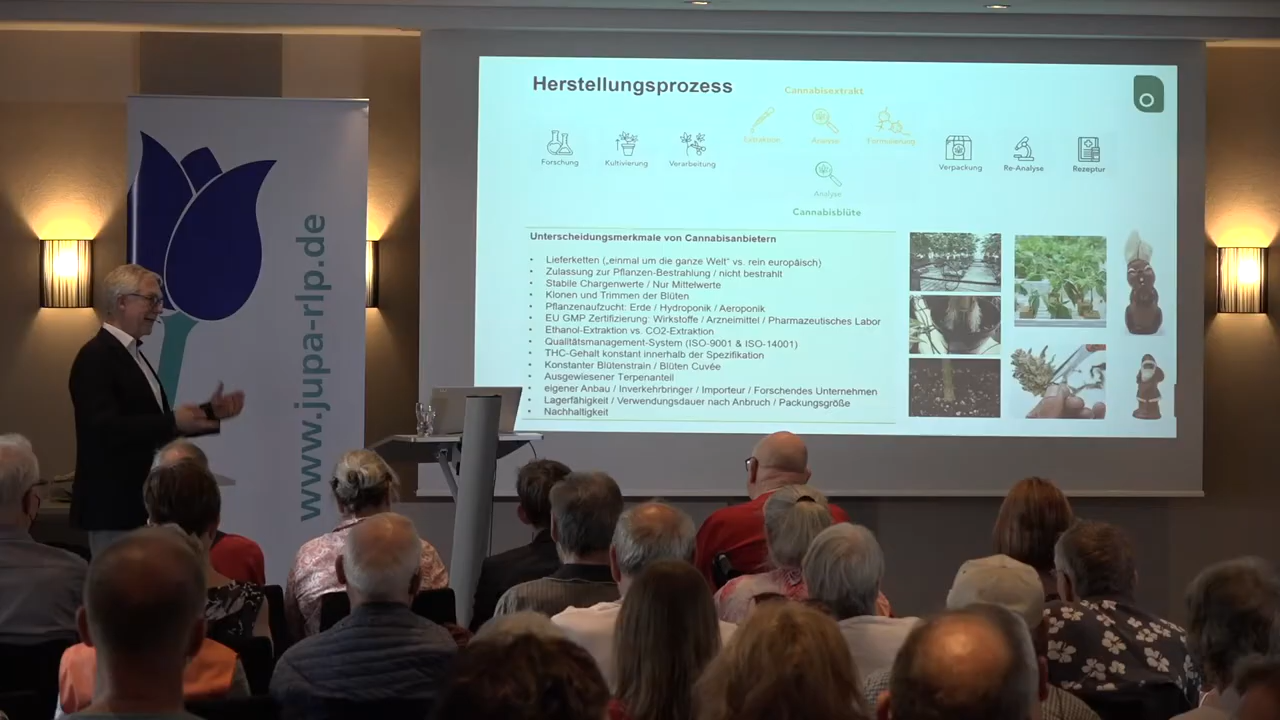 Herstellungsprozess
Cannabisextrakt
Extraktion
Analyse
Formulierung
Forschung
Kultivierung
Verarbeitung
Verpackung
Re-Analyse
Rezeptur
Analyse
Cannabisblüte
Unterscheidungsmerkmale von Cannabisanbietern
• Lieferketten („einmal um die ganze Welt“ vs. rein europäisch)
• Zulassung zur Pflanzen-Bestrahlung / nicht bestrahlt
• Stabile Chargenwerte / Nur Mittelwerte
• Klonen und Trimmen der Blüten
• Pflanzenaufzucht: Erde / Hydroponik / Aeroponik
• EU GMP Zertifizierung: Wirkstoffe / Arzneimittel / Pharmazeutisches Labor
• Ethanol-Extraktion vs. CO2-Extraktion
• Qualitätsmanagement-System (ISO-9001 & ISO-14001)
• THC-Gehalt konstant innerhalb der Spezifikation
• Konstanter Blütenstrain / Blüten Cuvée
• Ausgewiesener Terpenanteil
• eigener Anbau / Inverkehrbringer / Importeur / Forschendes Unternehmen
• Lagerfähigkeit / Verwendungsdauer nach Anbruch / Packungsgröße
• Nachhaltigkeit
www.jupa-rlp.de